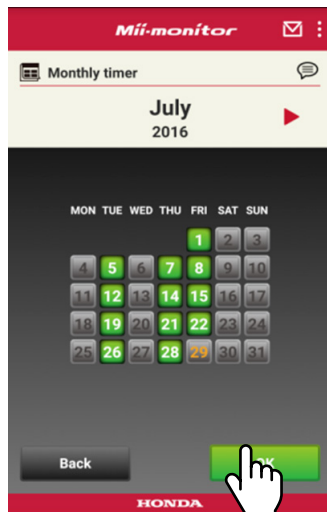 Mii-monitor
Monthly timer
July
2016
MON TUE WED THU FRI SAT SUN
1 2 3
4 5 6 7 8 9 10
11 12 13 14 15 16 17
18 19 20 21 22 23 24
25 26 27 28 29 30 31
Back
HONDA